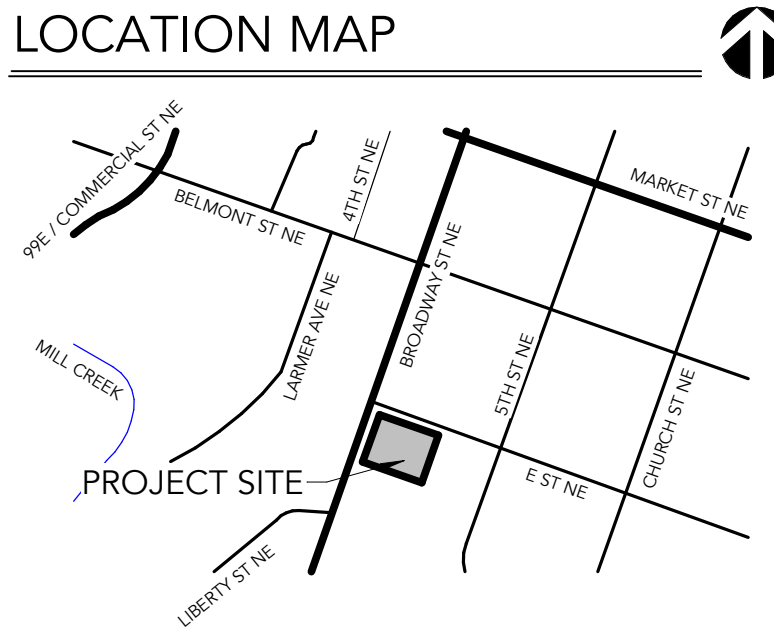 LOCATION MAP
99E / COMMERCIAL ST NE
BELMONT ST NE
4TH ST NE
MARKET ST NE
BROADWAY ST NE
LARMER AVE NE
MILL CREEK
5TH ST NE
CHURCH ST NE
PROJECT SITE
E ST NE
LIBERTY ST NE